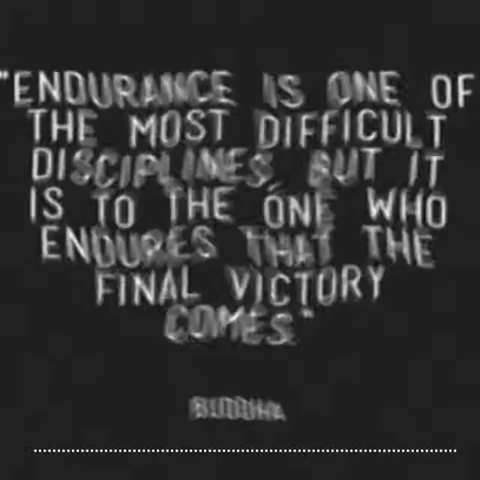 "ENDURANCE IS ONE OF
THE MOST DIFFICULT
DISCIPLINES, BUT IT
IS TO THE ONE WHO
ENDURES THAT THE
FINAL VICTORY
COMES."
BUDDHA